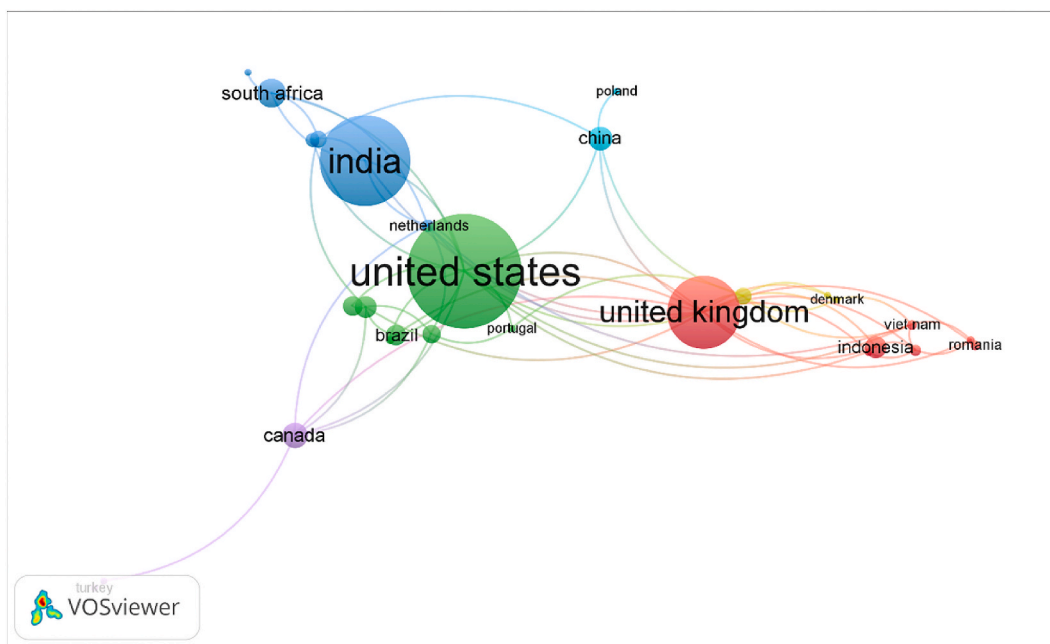 poland
south africa
china
india
netherlands
united states
denmark
united kingdom
viet nam
portugal
brazil
indonesia
romania
canada
turkey
VOSviewer